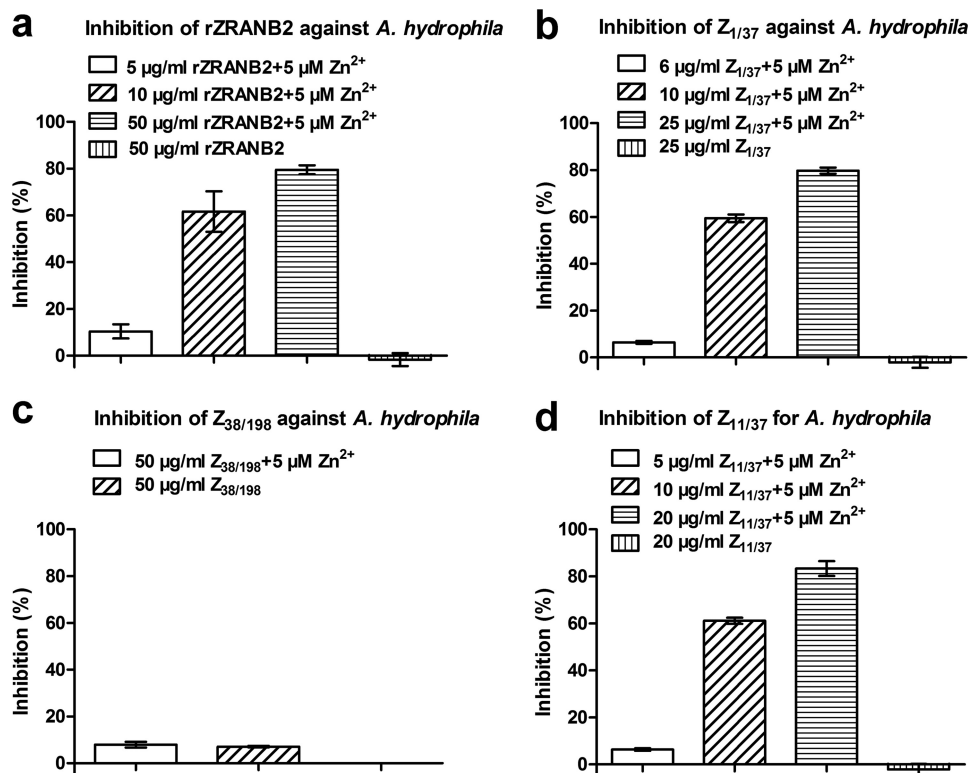 a
Inhibition of rZRANB2 against A. hydrophila
5 µg/ml rZRANB2+5 µM Zn2+
10 µg/ml rZRANB2+5 µM Zn2+
50 µg/ml rZRANB2+5 µM Zn2+
50 µg/ml rZRANB2
Inhibition (%)
100
80
60
40
20
0
b
Inhibition of Z1/37 against A. hydrophila
6 µg/ml Z1/37+5 µM Zn2+
10 µg/ml Z1/37+5 µM Zn2+
25 µg/ml Z1/37+5 µM Zn2+
25 µg/ml Z1/37
Inhibition (%)
100
80
60
40
20
0
c
Inhibition of Z38/198 against A. hydrophila
50 µg/ml Z38/198+5 µM Zn2+
50 µg/ml Z38/198
Inhibition (%)
100
80
60
40
20
0
d
Inhibition of Z11/37 for A. hydrophila
5 µg/ml Z11/37+5 µM Zn2+
10 µg/ml Z11/37+5 µM Zn2+
20 µg/ml Z11/37+5 µM Zn2+
20 µg/ml Z11/37
Inhibition (%)
100
80
60
40
20
0